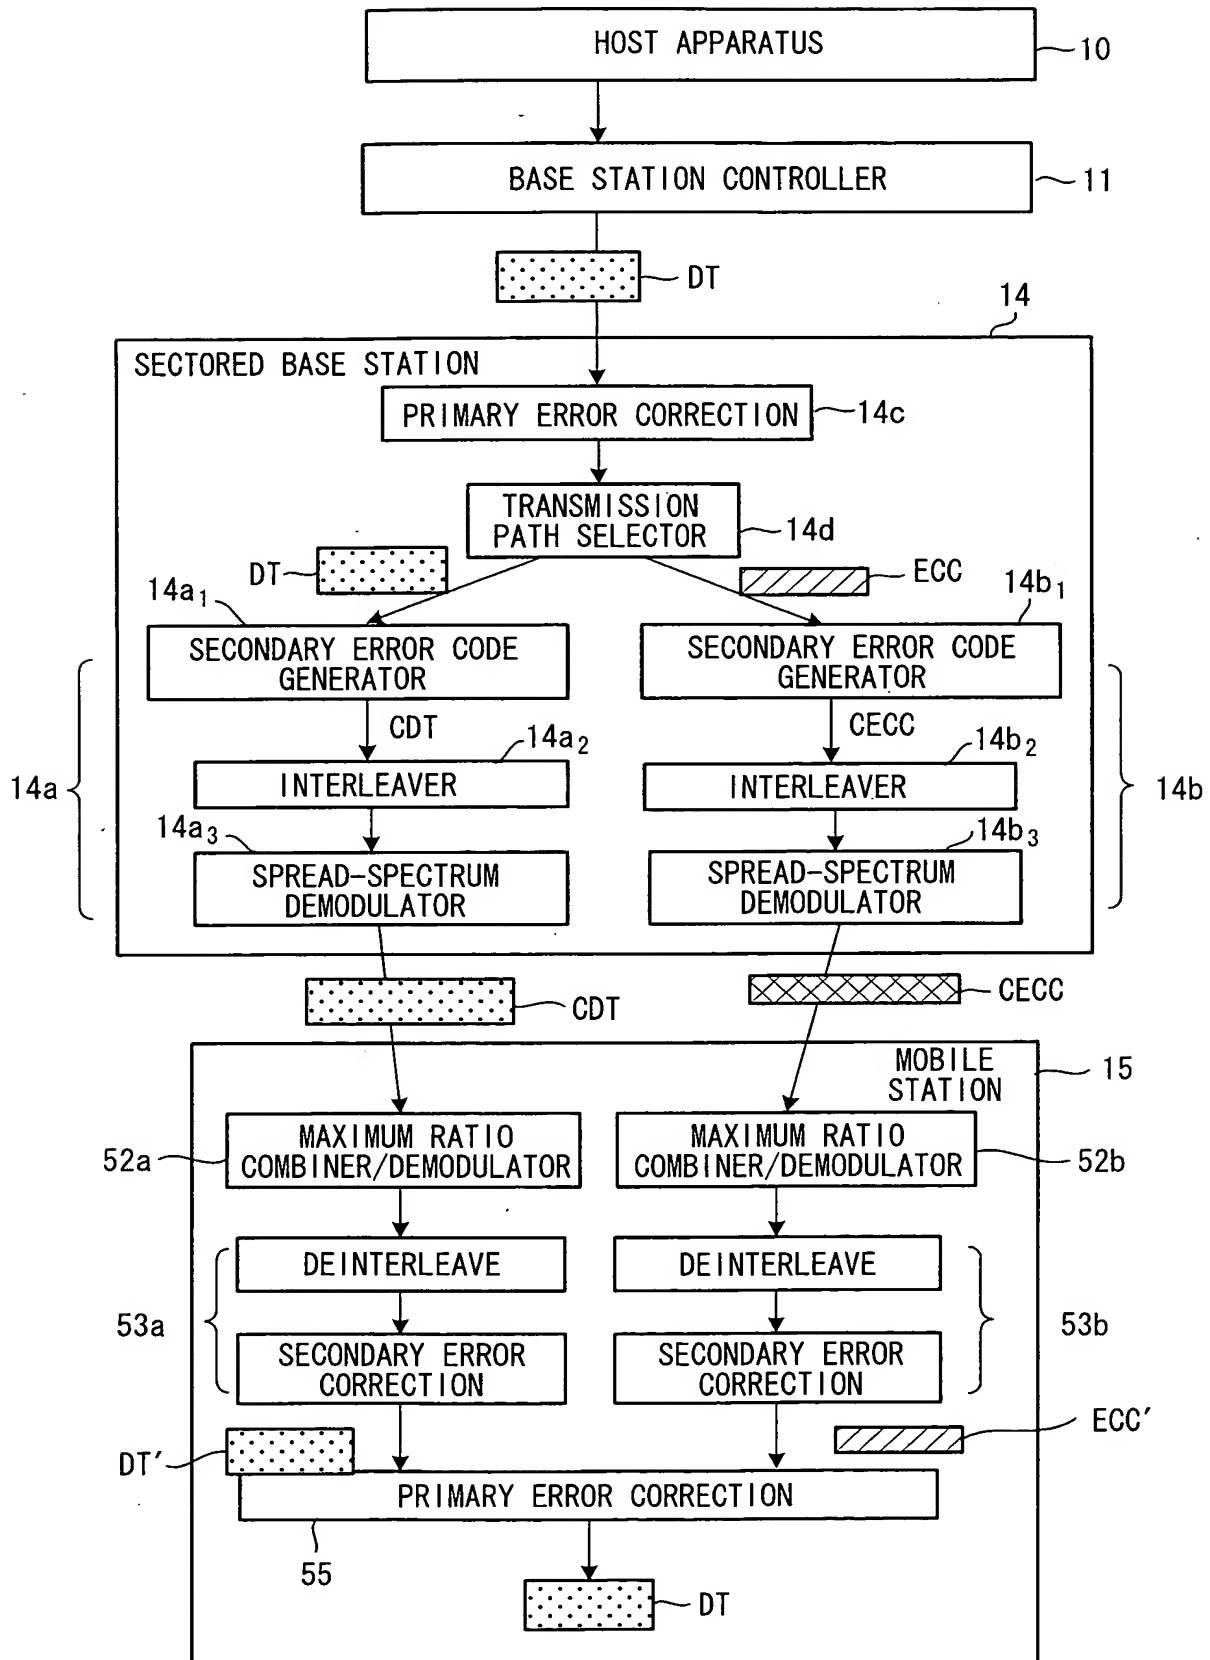 HOST APPARATUS
10
BASE STATION CONTROLLER
11
DT
14
SECTORED BASE STATION
PRIMARY ERROR CORRECTION
14c
TRANSMISSION
PATH SELECTOR
14d
DT
ECC
14a1
14b1
SECONDARY ERROR CODE
GENERATOR
SECONDARY ERROR CODE
GENERATOR
CDT
CECC
14a2
14b2
14a
INTERLEAVER
INTERLEAVER
14b
14a3
14b3
SPREAD-SPECTRUM
DEMODULATOR
SPREAD-SPECTRUM
DEMODULATOR
CDT
CECC
MOBILE
STATION
15
52a
MAXIMUM RATIO
COMBINER/DEMODULATOR
MAXIMUM RATIO
COMBINER/DEMODULATOR
52b
DEINTERLEAVE
DEINTERLEAVE
53a
53b
SECONDARY ERROR
CORRECTION
SECONDARY ERROR
CORRECTION
DT′
ECC′
PRIMARY ERROR CORRECTION
55
DT